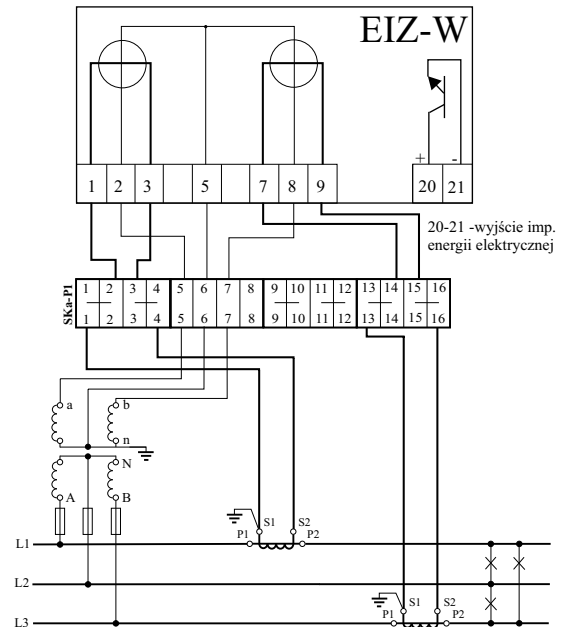 EIZ-W
+ -
1 2 3 5 7 8 9 20 21
20-21 -wyjście imp.
energii elektrycznej
SKa-P1
1 2 3 4 5 6 7 8 9 10 11 12 13 14 15 16
1 2 3 4 5 6 7 8 9 10 11 12 13 14 15 16
a b
n
N
A B
S1 S2
L1 P1 P2
L2
S1 S2
L3 P1 P2